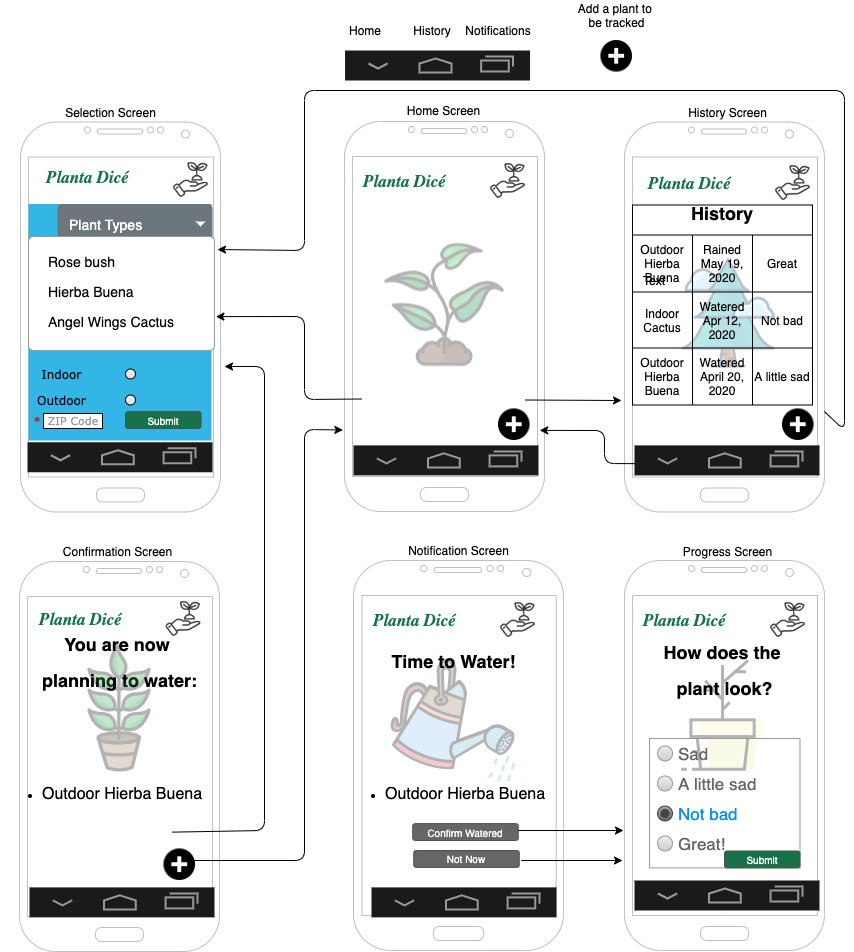 Add a plant to
be tracked
Home
History
Notifications
Selection Screen
Planta Dicé
Plant Types
Rose bush
Hierba Buena
Angel Wings Cactus
Indoor
Outdoor
* ZIP Code
Submit
Home Screen
Planta Dicé
History Screen
Planta Dicé
History
Outdoor
Hierba
Buena
Text
Rained
May 19,
2020
Great
Indoor
Cactus
Watered
Apr 12,
2020
Not bad
Outdoor
Hierba
Buena
Watered
April 20,
2020
A little sad
Confirmation Screen
Planta Dicé
You are now
planning to water:
• Outdoor Hierba Buena
Notification Screen
Planta Dicé
Time to Water!
• Outdoor Hierba Buena
Confirm Watered
Not Now
Progress Screen
Planta Dicé
How does the
plant look?
Sad
A little sad
Not bad
Great!
Submit